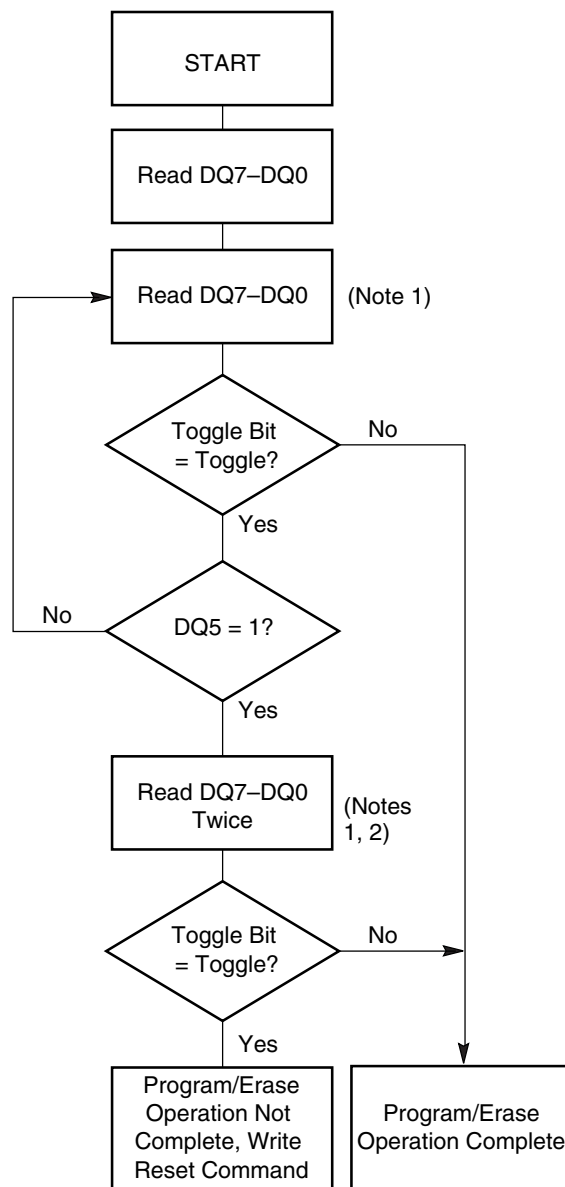 START
Read DQ7–DQ0
Read DQ7–DQ0
(Note 1)
Toggle Bit
= Toggle?
No
Yes
No
DQ5 = 1?
Yes
Read DQ7–DQ0
Twice
(Notes
1, 2)
Toggle Bit
= Toggle?
No
Yes
Program/Erase
Operation Not
Complete, Write
Reset Command
Program/Erase
Operation Complete